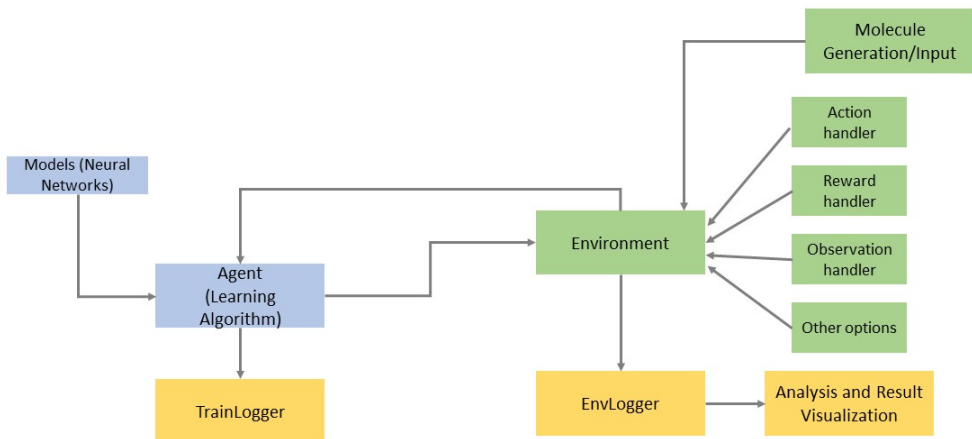 Molecule
Generation/Input
Action
handler
Models (Neural
Networks)
Reward
handler
Environment
Observation
handler
Agent
(Learning
Algorithm)
Other options
TrainLogger
EnvLogger
Analysis and Result
Visualization